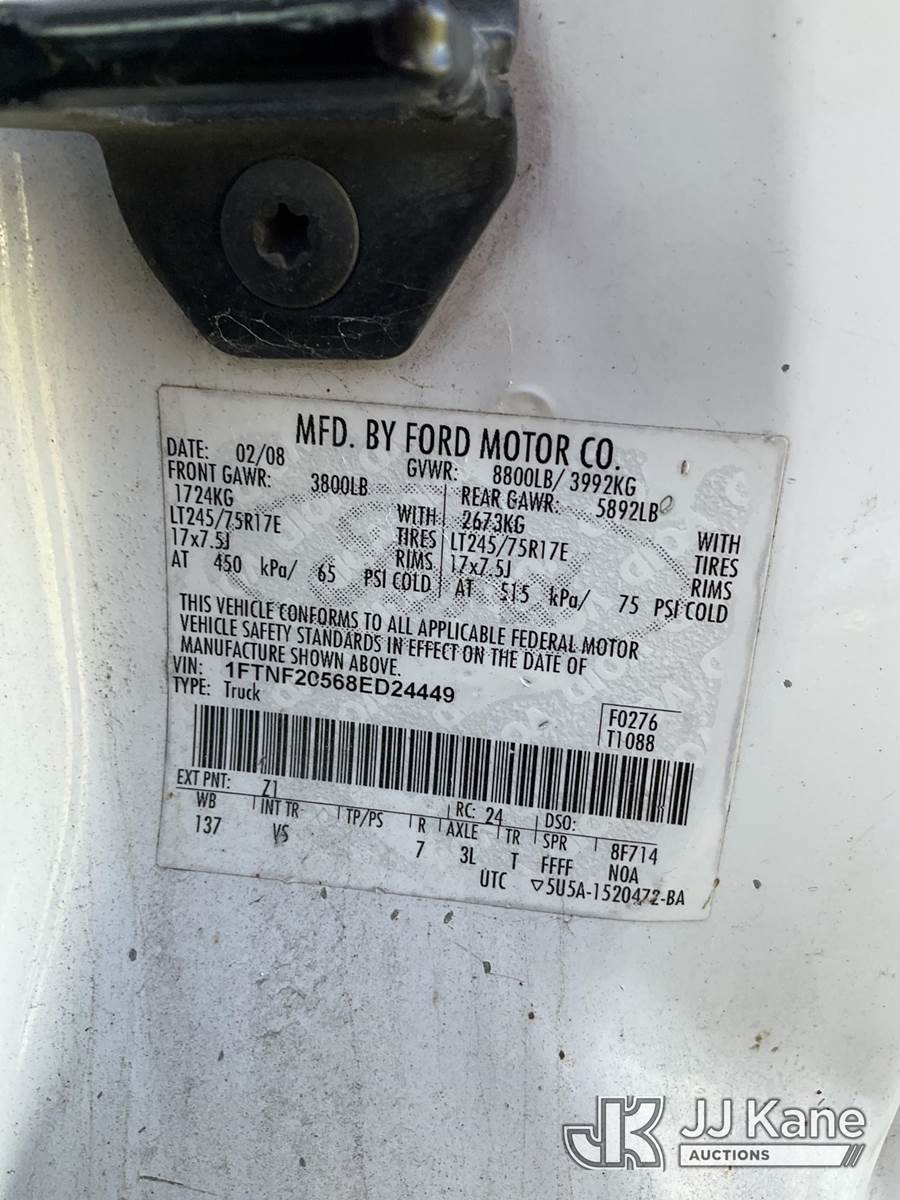 MFD. BY FORD MOTOR CO.
DATE: 02/08 GVWR: 8800LB/ 3992KG
FRONT GAWR: 3800LB REAR GAWR: 5892LB
1724KG WITH 2673KG WITH
LT245/75R17E TIRES LT245/75R17E TIRES
17x7.5J RIMS 17x7.5J RIMS
AT 450 kPa/ 65 PSI COLD AT 515 kPa/ 75 PSI COLD
THIS VEHICLE CONFORMS TO ALL APPLICABLE FEDERAL MOTOR
VEHICLE SAFETY STANDARDS IN EFFECT ON THE DATE OF
MANUFACTURE SHOWN ABOVE.
VIN: 1FTNF20568ED24449
TYPE: Truck
F0276
T1088
EXT PNT: Z1 RC: 24 DSO:
WB INT TR TP/PS R AXLE TR SPR 8F714
137 VS 7 3L T FFFF N0A
UTC ▽5U5A-1520472-BA
JK JJ Kane
AUCTIONS